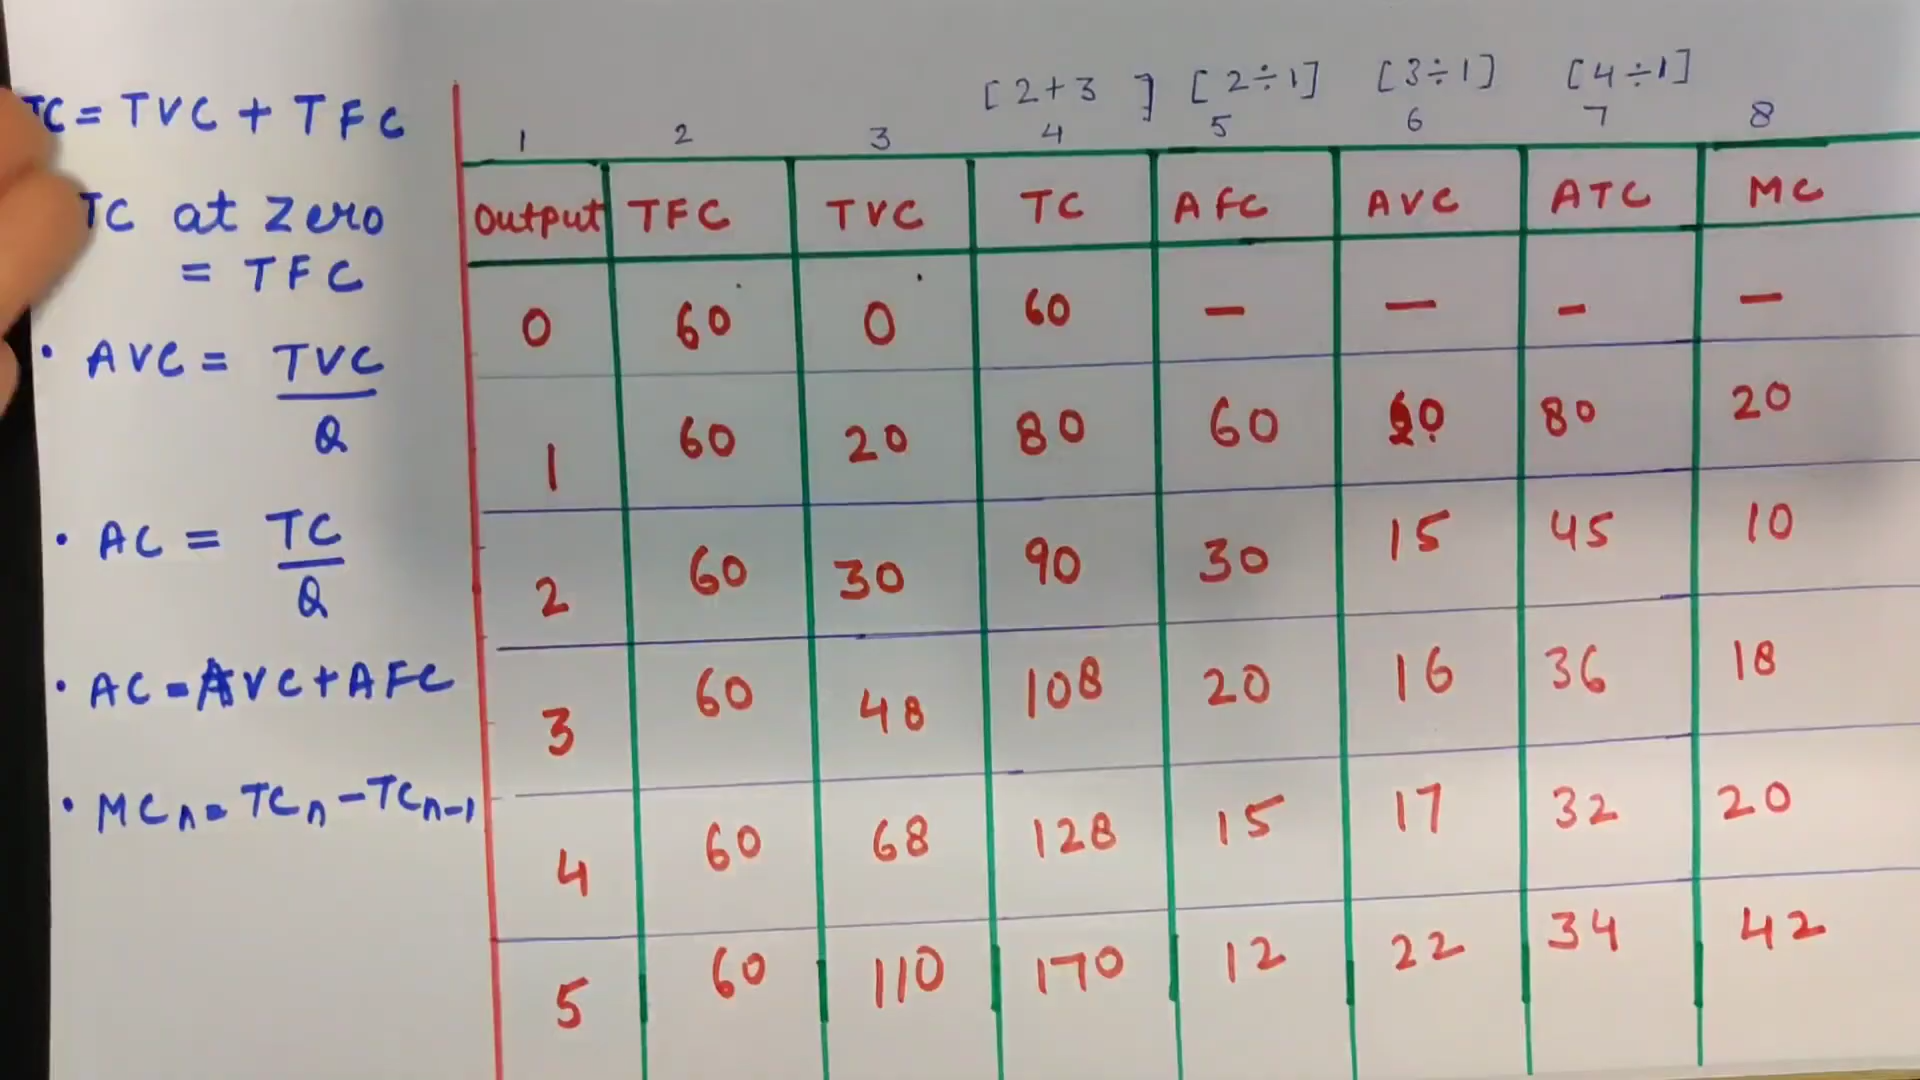 TC = TVC + TFC
TC at zero
= TFC
• AVC = TVC
Q
• AC = TC
Q
• AC = AVC + AFC
• MCn = TCn - TCn-1
[2+3] [2÷1] [3÷1] [4÷1]
1 2 3 4 5 6 7 8
Output TFC TVC TC AFC AVC ATC MC
0 60 0 60 — — — —
1 60 20 80 60 80 20
2 60 30 90 30 15 45 10
3 60 48 108 20 16 36 18
4 60 68 128 15 17 32 20
5 60 110 170 12 22 34 42